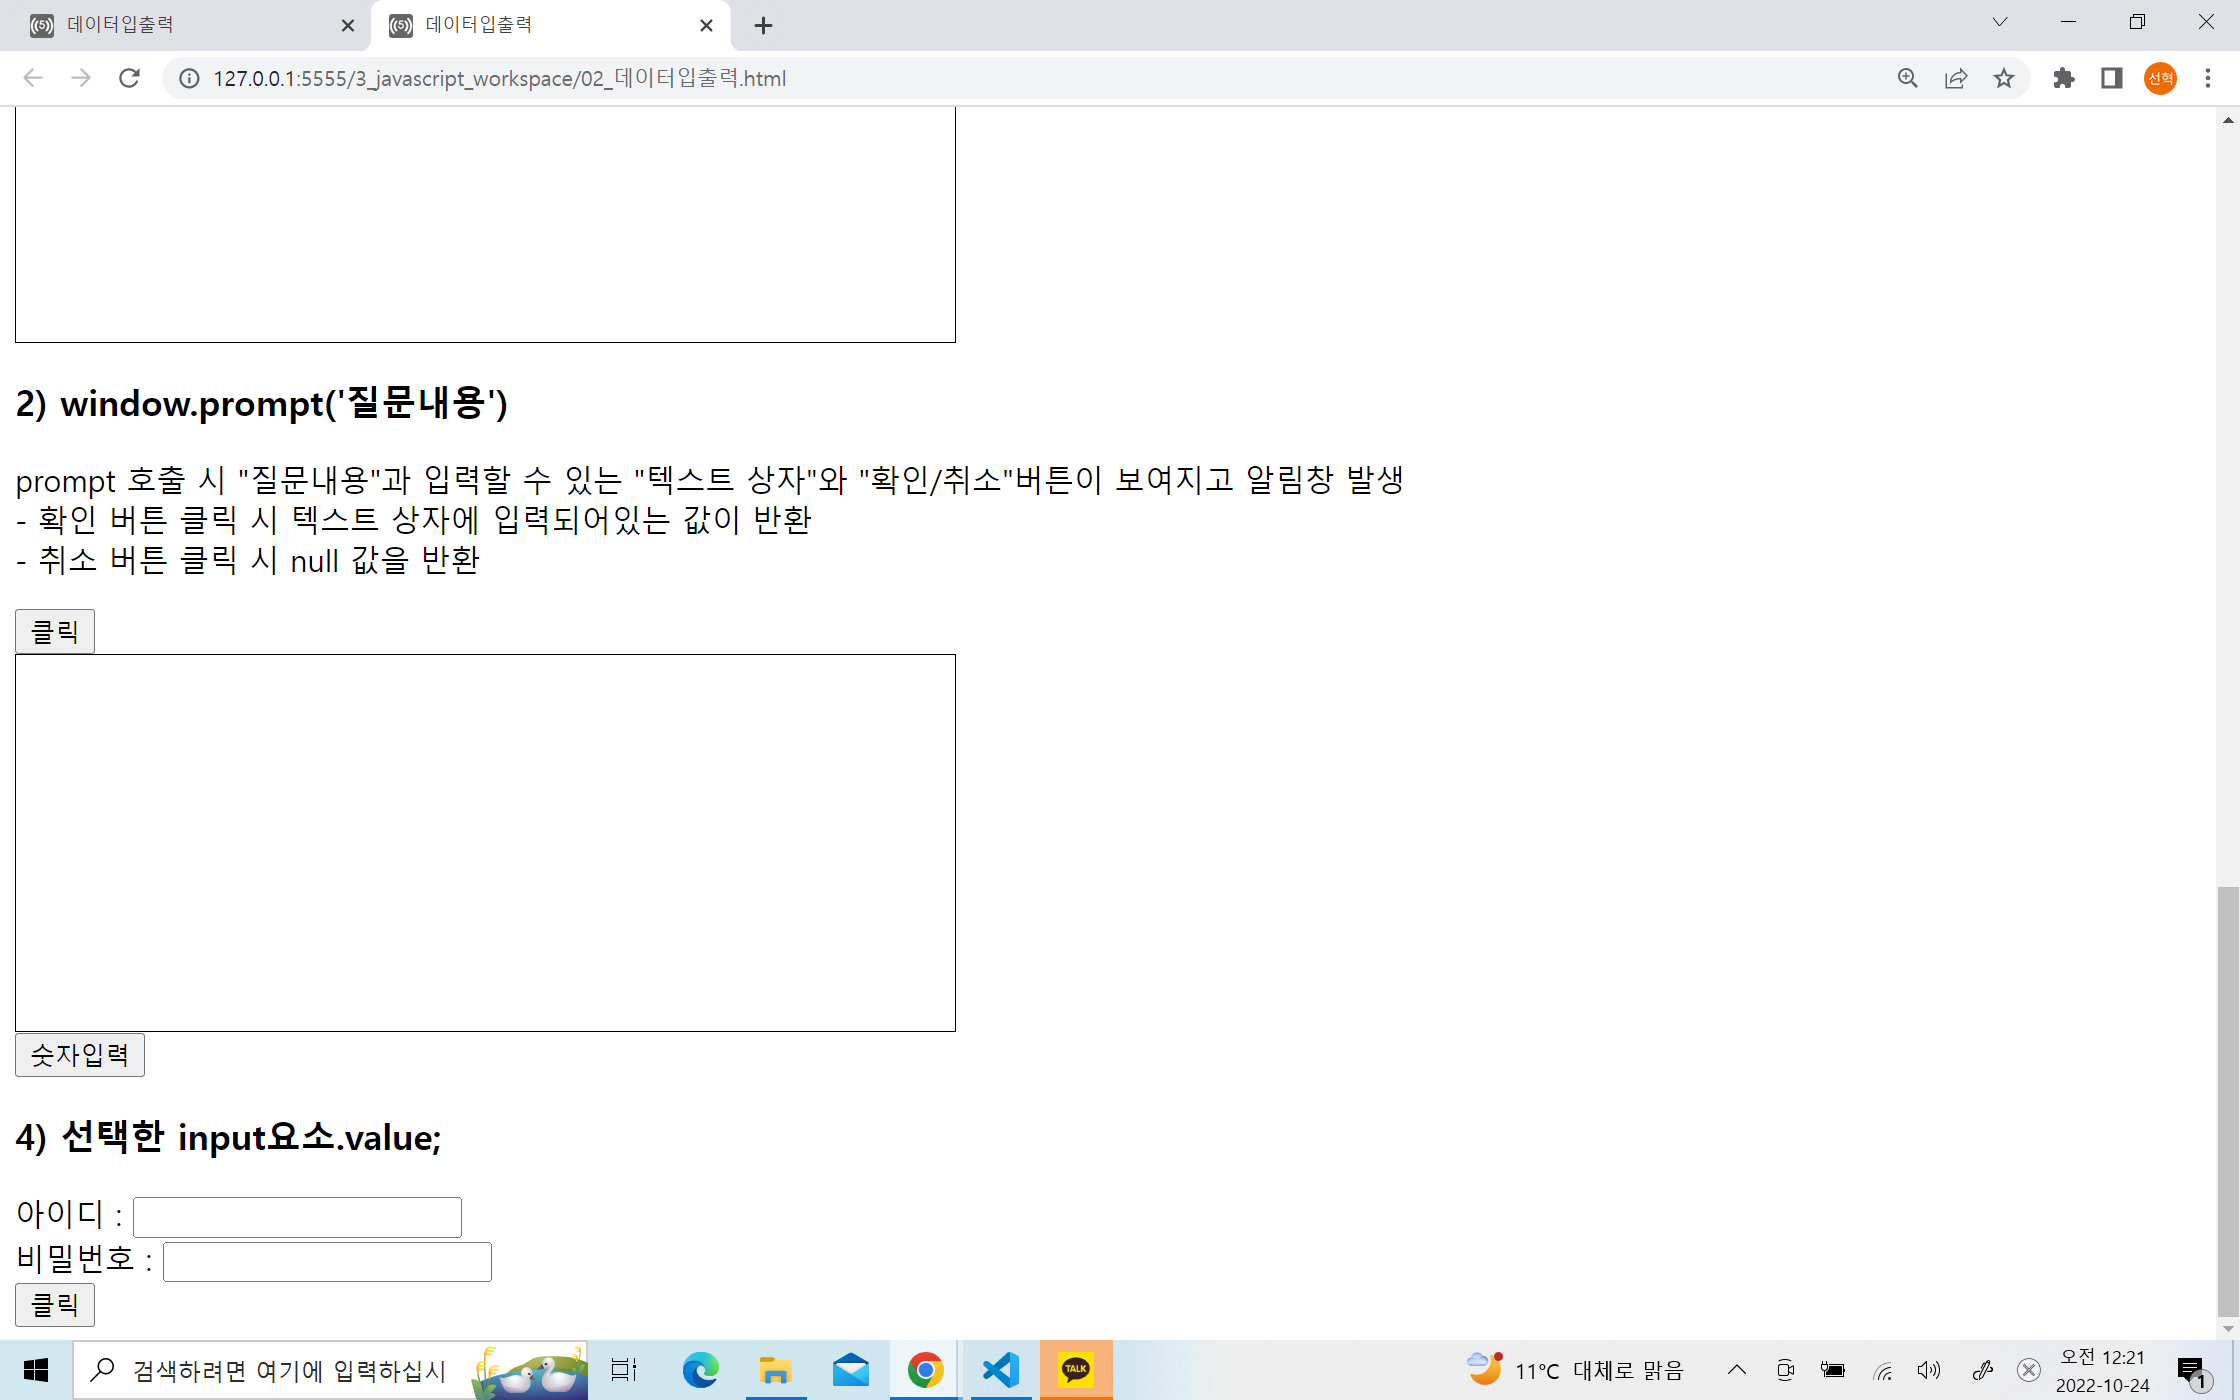 데이터입출력
데이터입출력
127.0.0.1:5555/3_javascript_workspace/02_데이터입출력.html
선혁
2) window.prompt('질문내용')
prompt 호출 시 "질문내용"과 입력할 수 있는 "텍스트 상자"와 "확인/취소"버튼이 보여지고 알림창 발생
- 확인 버튼 클릭 시 텍스트 상자에 입력되어있는 값이 반환
- 취소 버튼 클릭 시 null 값을 반환
클릭
숫자입력
4) 선택한 input요소.value;
아이디 :
비밀번호 :
클릭
검색하려면 여기에 입력하십시
TALK
11°C 대체로 맑음
오전 12:21
2022-10-24
1